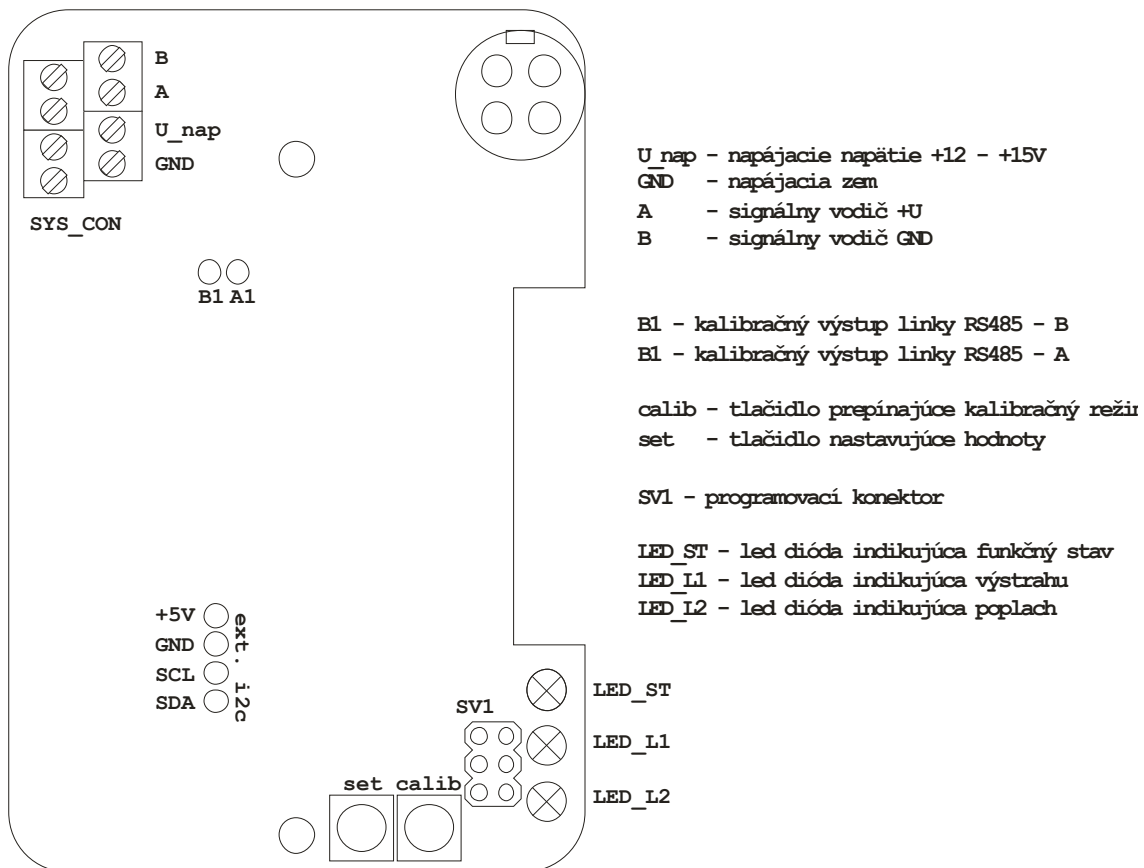 B
A
U_nap
GND
SYS_CON
B1 A1
+5V
GND
SCL
SDA
ext. i2c
SV1
set calib
LED_ST
LED_L1
LED_L2
U_nap - napájacie napätie +12 - +15V
GND - napájacia zem
A - signálny vodič +U
B - signálny vodič GND
B1 - kalibračný výstup linky RS485 - B
B1 - kalibračný výstup linky RS485 - A
calib - tlačidlo prepínajúce kalibračný režim
set - tlačidlo nastavujúce hodnoty
SV1 - programovací konektor
LED_ST - led dióda indikujúca funkčný stav
LED_L1 - led dióda indikujúca výstrahu
LED_L2 - led dióda indikujúca poplach